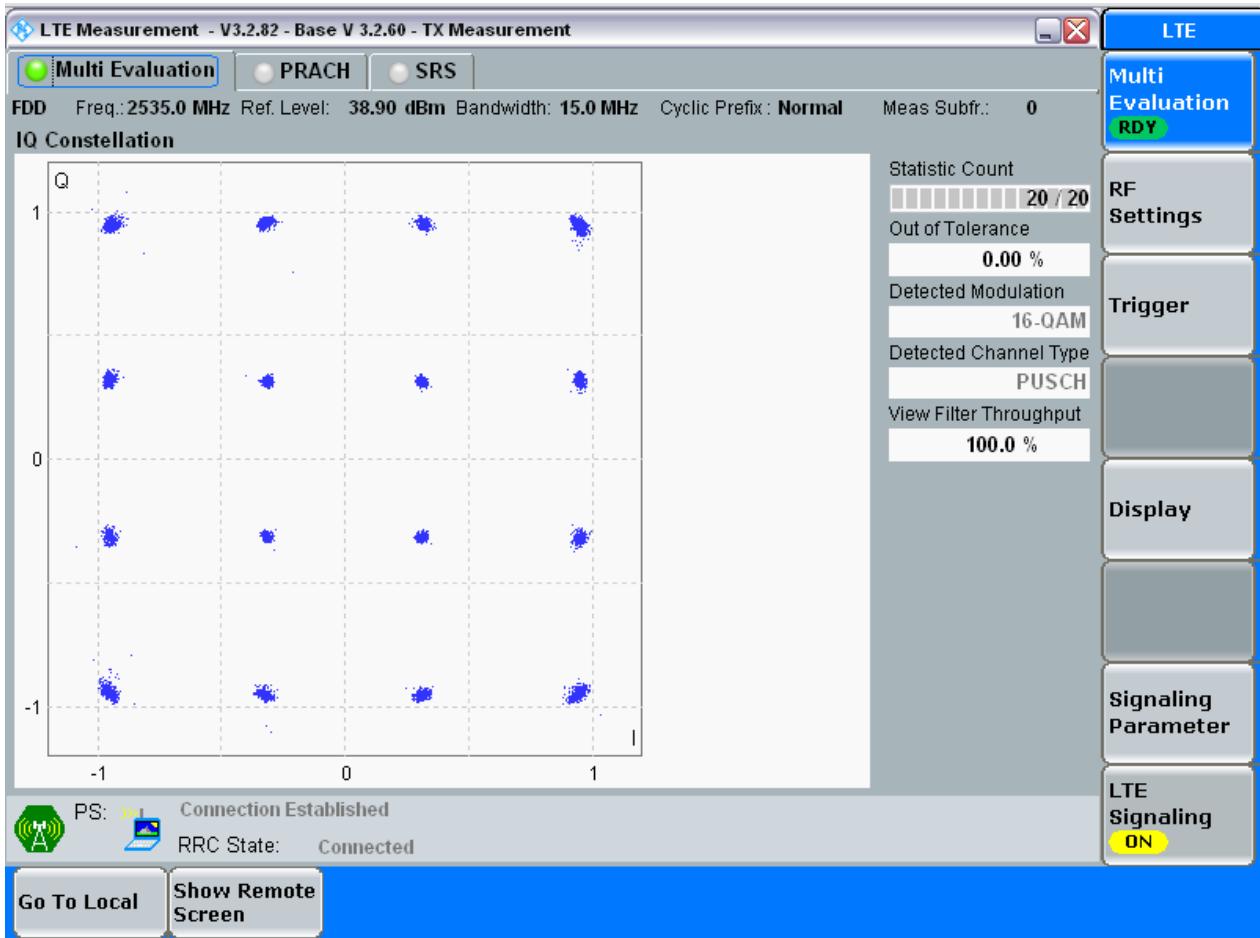 LTE Measurement - V3.2.82 - Base V 3.2.60 - TX Measurement
LTE
Multi Evaluation PRACH SRS
Multi
Evaluation
RDY
FDD Freq.: 2535.0 MHz Ref. Level: 38.90 dBm Bandwidth: 15.0 MHz Cyclic Prefix : Normal Meas Subfr.: 0
IQ Constellation
Q
1
0
-1
I
-1 0 1
Statistic Count
20 / 20
Out of Tolerance
0.00 %
Detected Modulation
16-QAM
Detected Channel Type
PUSCH
View Filter Throughput
100.0 %
RF
Settings
Trigger
Display
Signaling
Parameter
LTE
Signaling
ON
PS: Connection Established
RRC State: Connected
Go To Local
Show Remote
Screen